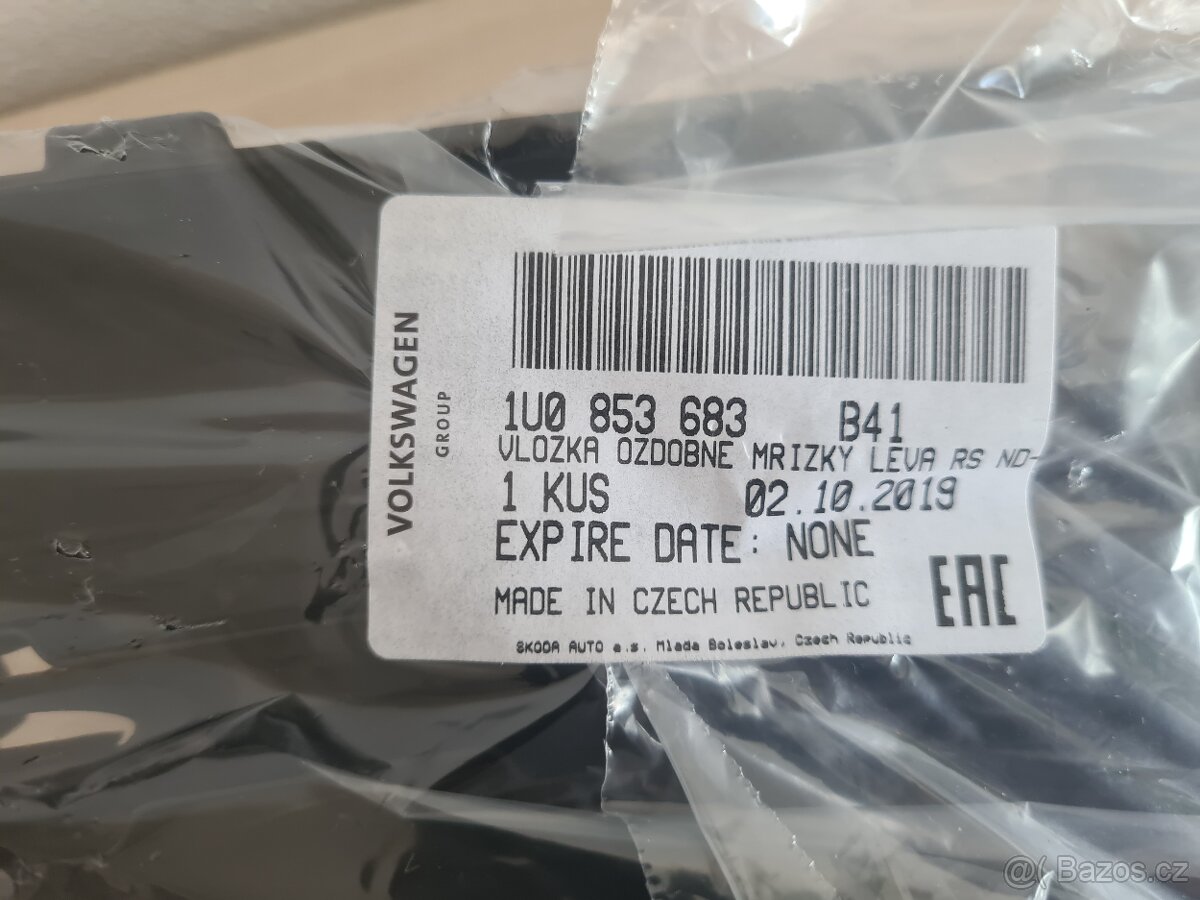 VOLKSWAGEN
GROUP
1U0 853 683 B41
VLOZKA OZDOBNE MRIZKY LEVA RS ND-
1 KUS 02.10.2019
EXPIRE DATE: NONE
MADE IN CZECH REPUBLIC
EAC
SKODA AUTO a.s. Mlada Boleslav, Czech Republic
@( Bazos.cz